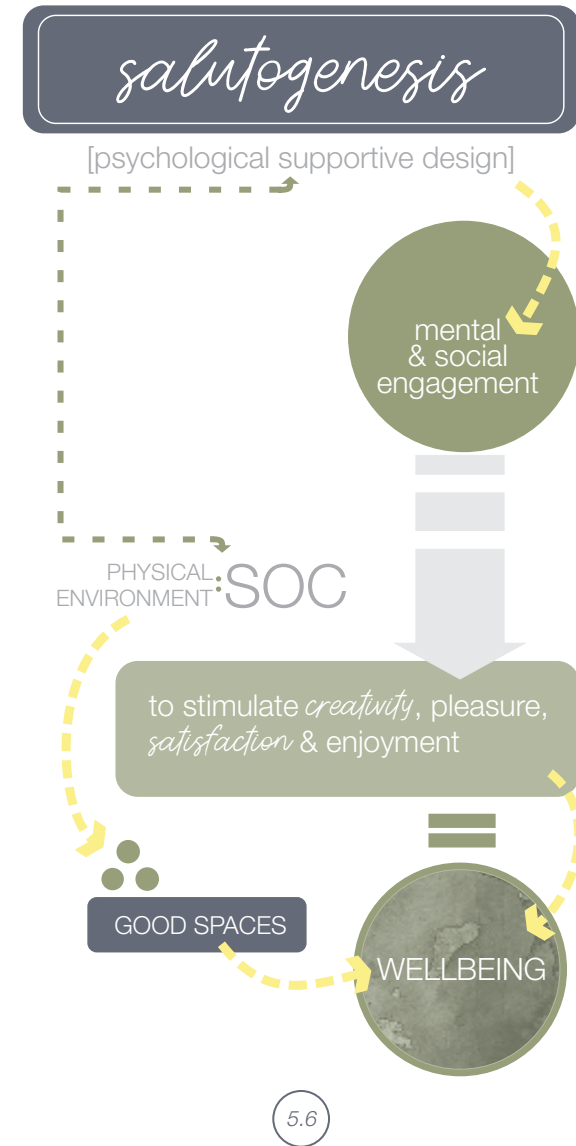 salutogenesis
[psychological supportive design]
mental
& social
engagement
PHYSICAL
ENVIRONMENT
:SOC
to stimulate creativity, pleasure,
satisfaction & enjoyment
GOOD SPACES
WELLBEING
5.6